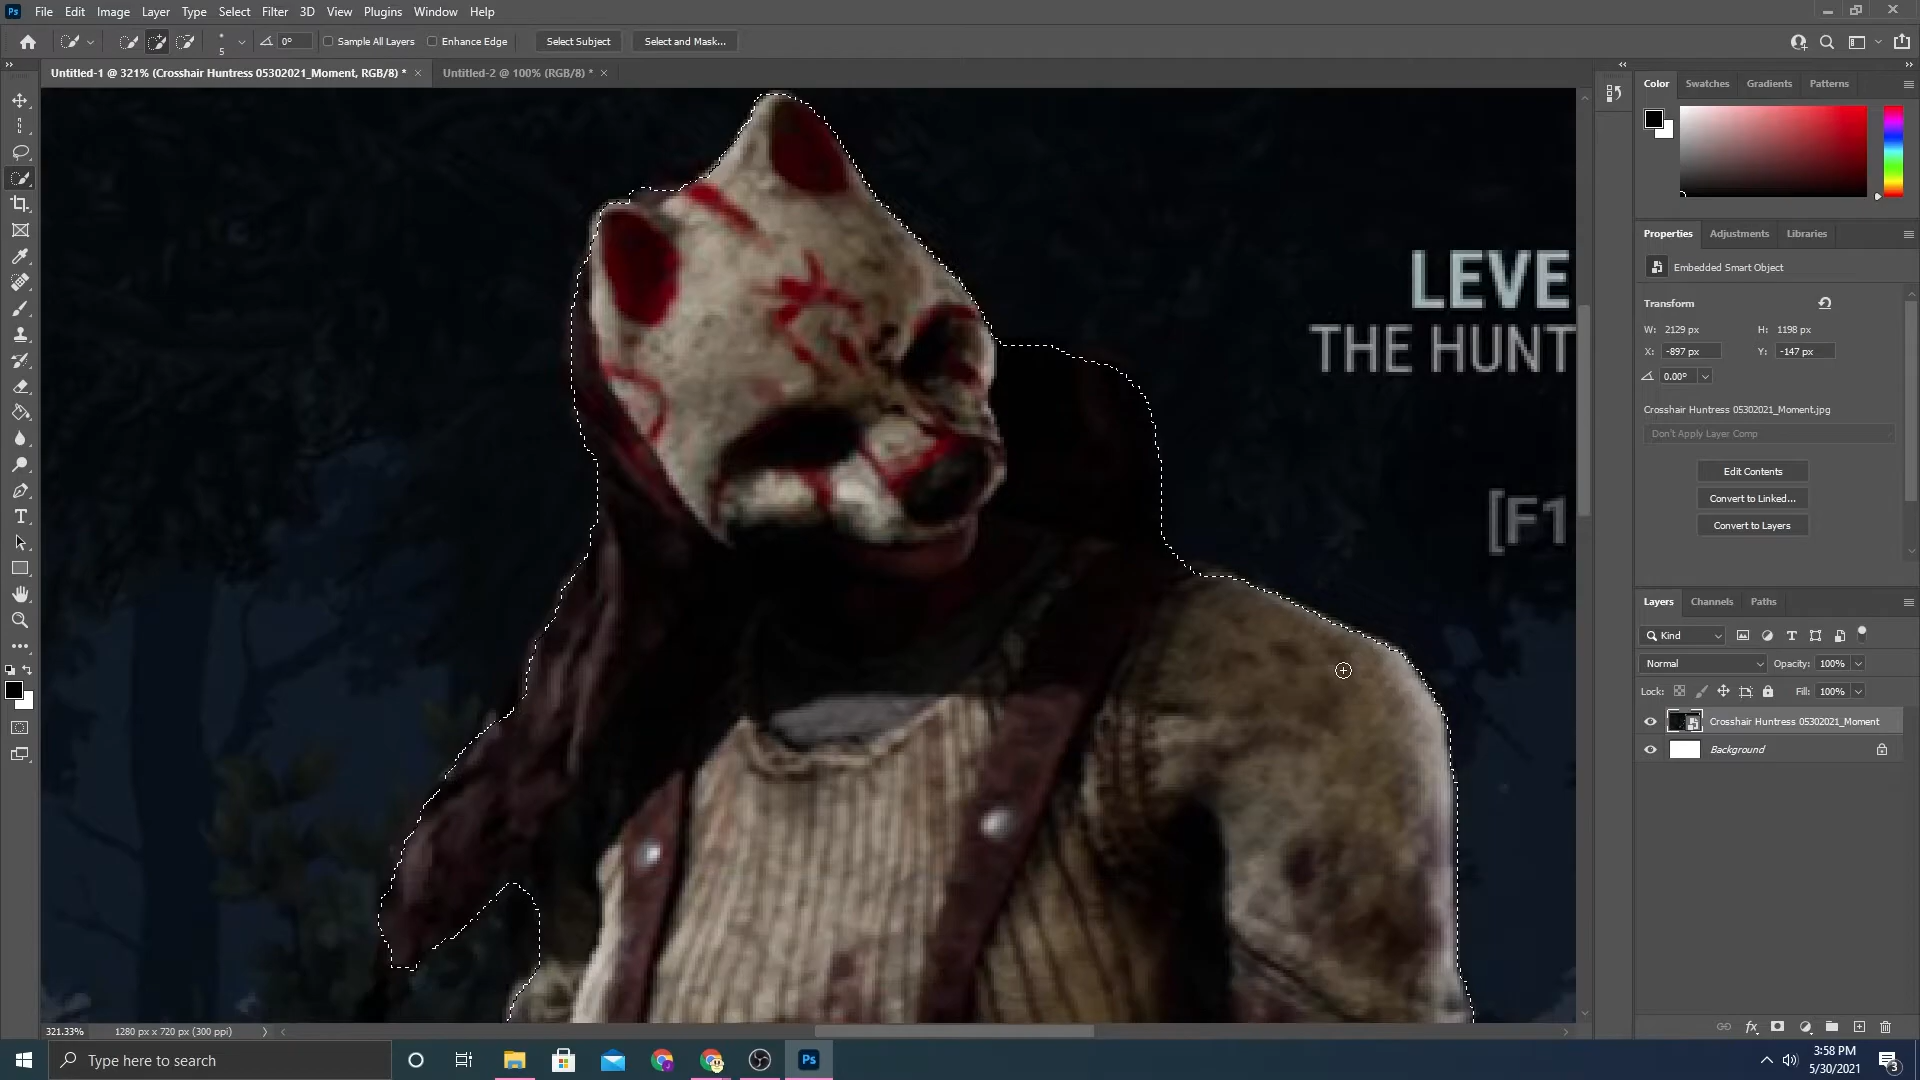 Ps File Edit Image Layer Type Select Filter 3D View Plugins Window Help
5 0° Sample All Layers Enhance Edge Select Subject Select and Mask...
Untitled-1 @ 321% (Crosshair Huntress 05302021_Moment, RGB/8) * × Untitled-2 @ 100% (RGB/8) * ×
Color Swatches Gradients Patterns
Properties Adjustments Libraries
Embedded Smart Object
Transform
W: 2129 px H: 1198 px
X: -897 px Y: -147 px
0.00°
Crosshair Huntress 05302021_Moment.jpg
Don't Apply Layer Comp
Edit Contents
Convert to Linked...
Convert to Layers
LEVE
THE HUNT
[F1
Layers Channels Paths
Kind
Normal Opacity: 100%
Lock: Fill: 100%
Crosshair Huntress 05302021_Moment
Background
321.33% 1280 px x 720 px (300 ppi)
Type here to search
Ps
3:58 PM
5/30/2021
3